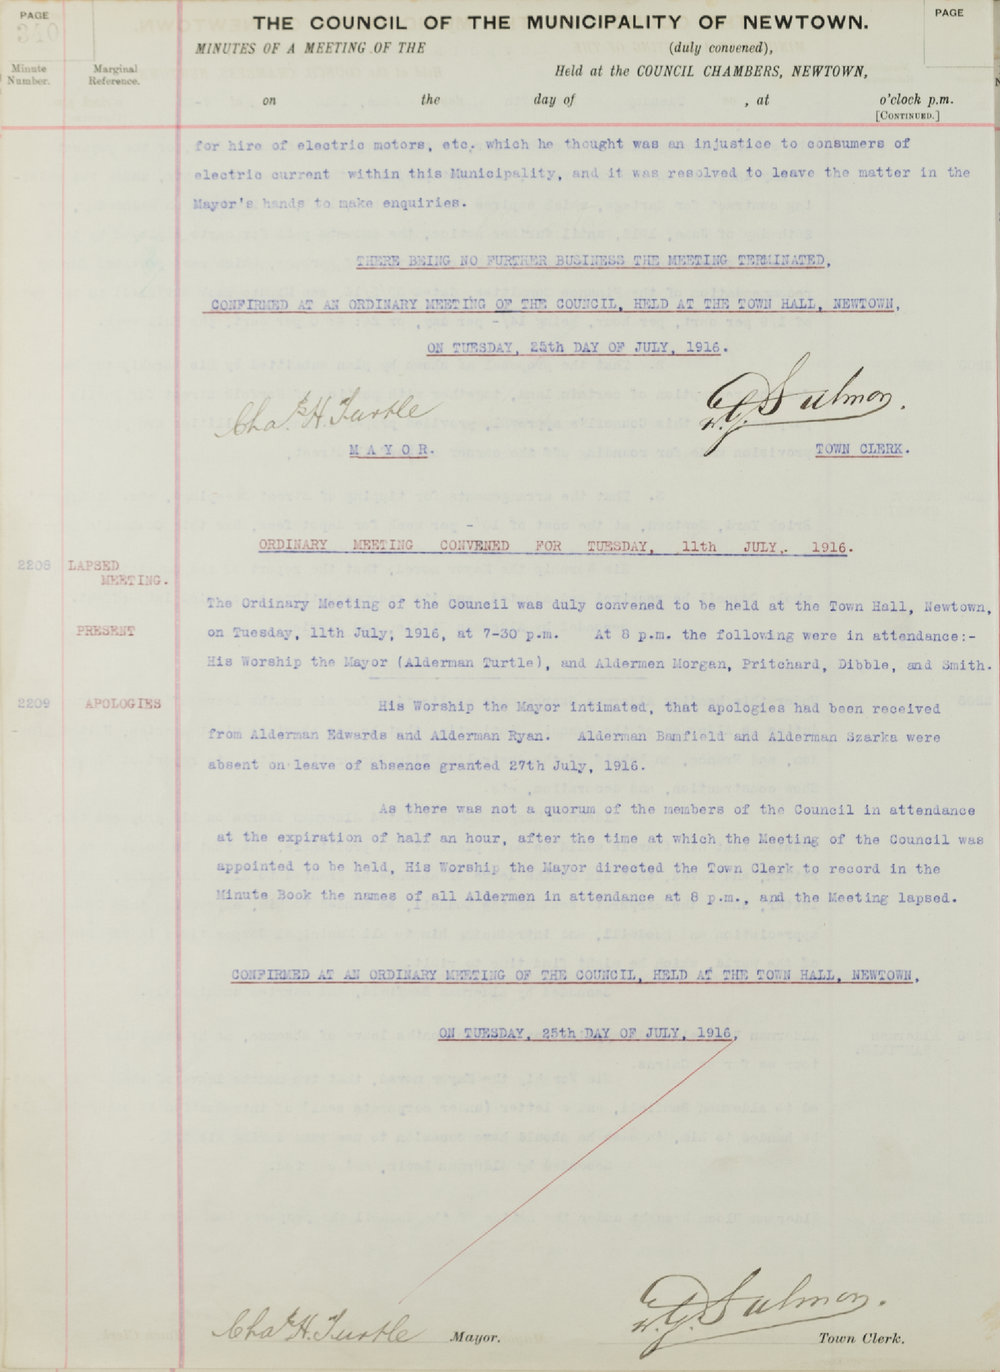 PAGE
THE COUNCIL OF THE MUNICIPALITY OF NEWTOWN.
PAGE
MINUTES OF A MEETING OF THE (duly convened),
Minute Number.
Marginal Reference.
Held at the COUNCIL CHAMBERS, NEWTOWN,
on the day of , at o'clock p.m.
[CONTINUED.]
for hire of electric motors, etc. which he thought was an injustice to consumers of
electric current within this Municipality, and it was resolved to leave the matter in the
Mayor's hands to make enquiries.
THERE BEING NO FURTHER BUSINESS THE MEETING TERMINATED,
CONFIRMED AT AN ORDINARY MEETING OF THE COUNCIL, HELD AT THE TOWN HALL, NEWTOWN,
ON TUESDAY, 25th DAY OF JULY, 1916.
Chas. H. Turtle
Salmon.
M A Y O R.
TOWN CLERK.
ORDINARY MEETING CONVENED FOR TUESDAY, 11th JULY,. 1916.
2208 LAPSED
MEETING.
The Ordinary Meeting of the Council was duly convened to be held at the Town Hall, Newtown,
PRESENT on Tuesday, 11th July, 1916, at 7-30 p.m. At 8 p.m. the following were in attendance:-
His Worship the Mayor (Alderman Turtle), and Aldermen Morgan, Pritchard, Dibble, and Smith.
2209 APOLOGIES His Worship the Mayor intimated, that apologies had been received
from Alderman Edwards and Alderman Ryan. Alderman Bamfield and Alderman Szarka were
absent on leave of absence granted 27th July, 1916.
As there was not a quorum of the members of the Council in attendance
at the expiration of half an hour, after the time at which the Meeting of the Council was
appointed to be held, His Worship the Mayor directed the Town Clerk to record in the
Minute Book the names of all Aldermen in attendance at 8 p.m., and the Meeting lapsed.
CONFIRMED AT AN ORDINARY MEETING OF THE COUNCIL, HELD AT THE TOWN HALL, NEWTOWN,
ON TUESDAY, 25th DAY OF JULY, 1916,
Chas. H. Turtle Mayor.
Salmon.
Town Clerk.